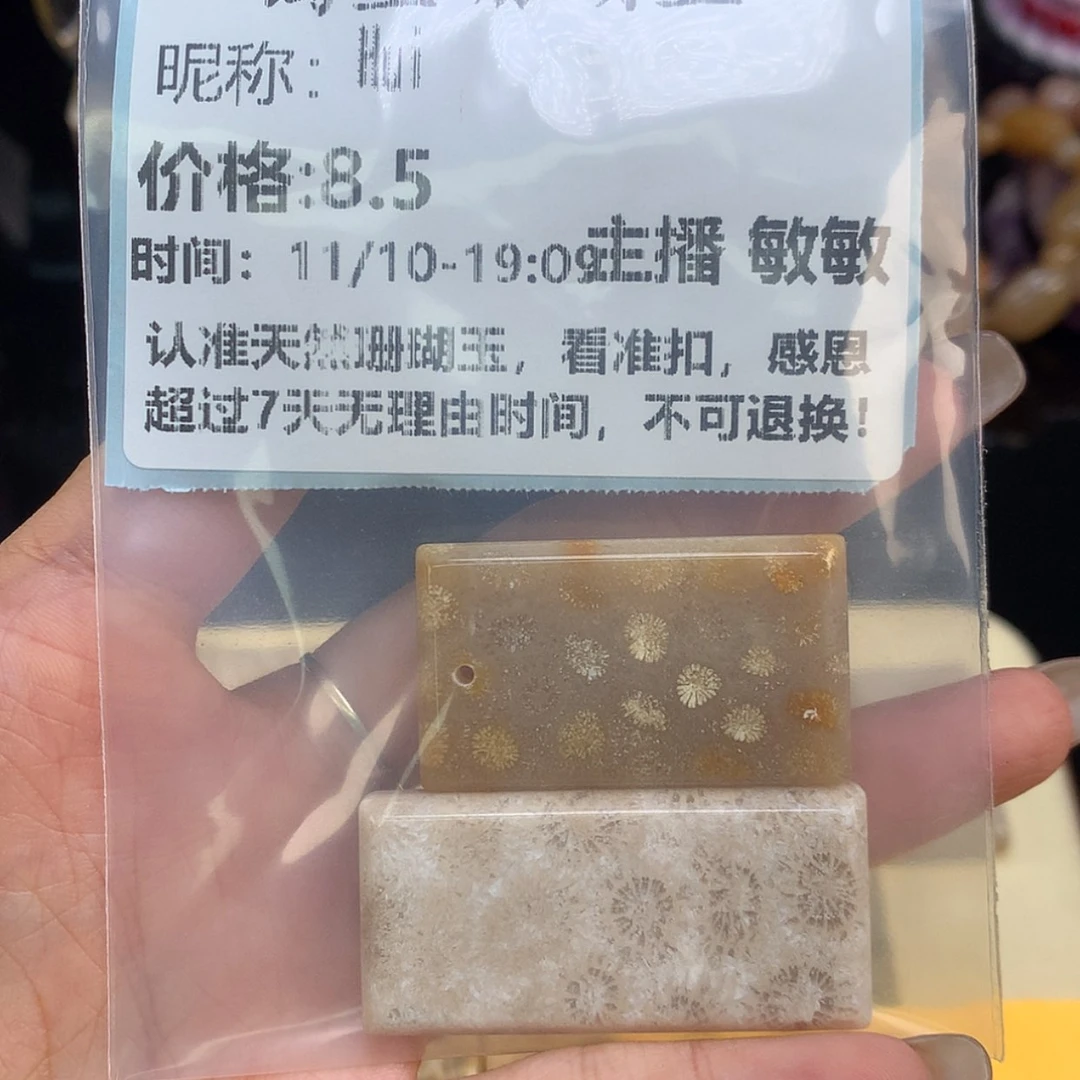 昵称：
价格:8.5
时间：11/10-19:09主播 敏敏
认准天然珊瑚玉，看准扣，感恩
超过7天无理由时间，不可退换！